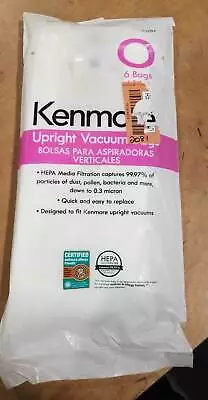 O
6 Bags
Kenmore
2081
Upright Vacuum
BOLSAS PARA ASPIRADORAS
VERTICALES
• HEPA Media Filtration captures 99.97% of
particles of dust, pollen, bacteria and more,
down to 0.3 micron
• Quick and easy to replace
• Designed to fit Kenmore upright vacuums
CERTIFIED
HEPA